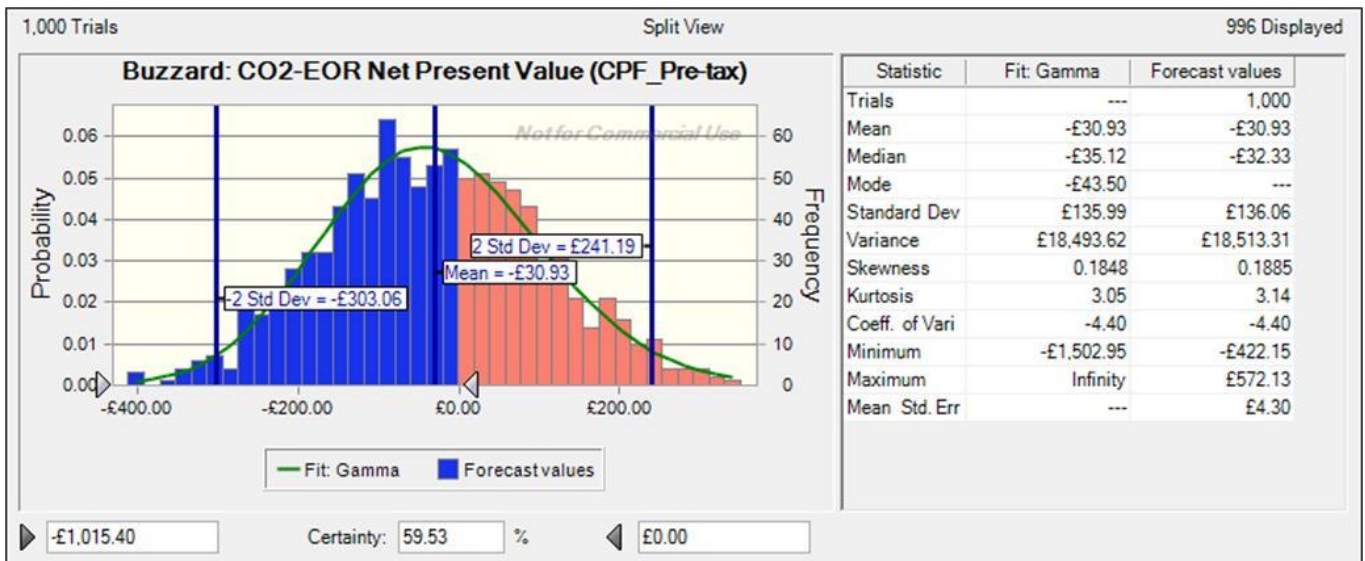 1,000 Trials Split View 996 Displayed
Buzzard: CO2-EOR Net Present Value (CPF_Pre-tax)
Not for Commercial Use
Probability
0.06
0.05
0.04
0.03
0.02
0.01
0.00
2 Std Dev = £241.19
Mean = -£30.93
-2 Std Dev = -£303.06
60
50
40
30
20
10
0
Frequency
-£400.00 -£200.00 £0.00 £200.00
Fit: Gamma Forecast values
Statistic Fit: Gamma Forecast values
Trials --- 1,000
Mean -£30.93 -£30.93
Median -£35.12 -£32.33
Mode -£43.50 ---
Standard Dev £135.99 £136.06
Variance £18,493.62 £18,513.31
Skewness 0.1848 0.1885
Kurtosis 3.05 3.14
Coeff. of Vari -4.40 -4.40
Minimum -£1,502.95 -£422.15
Maximum Infinity £572.13
Mean Std. Err --- £4.30
-£1,015.40 Certainty: 59.53 % £0.00